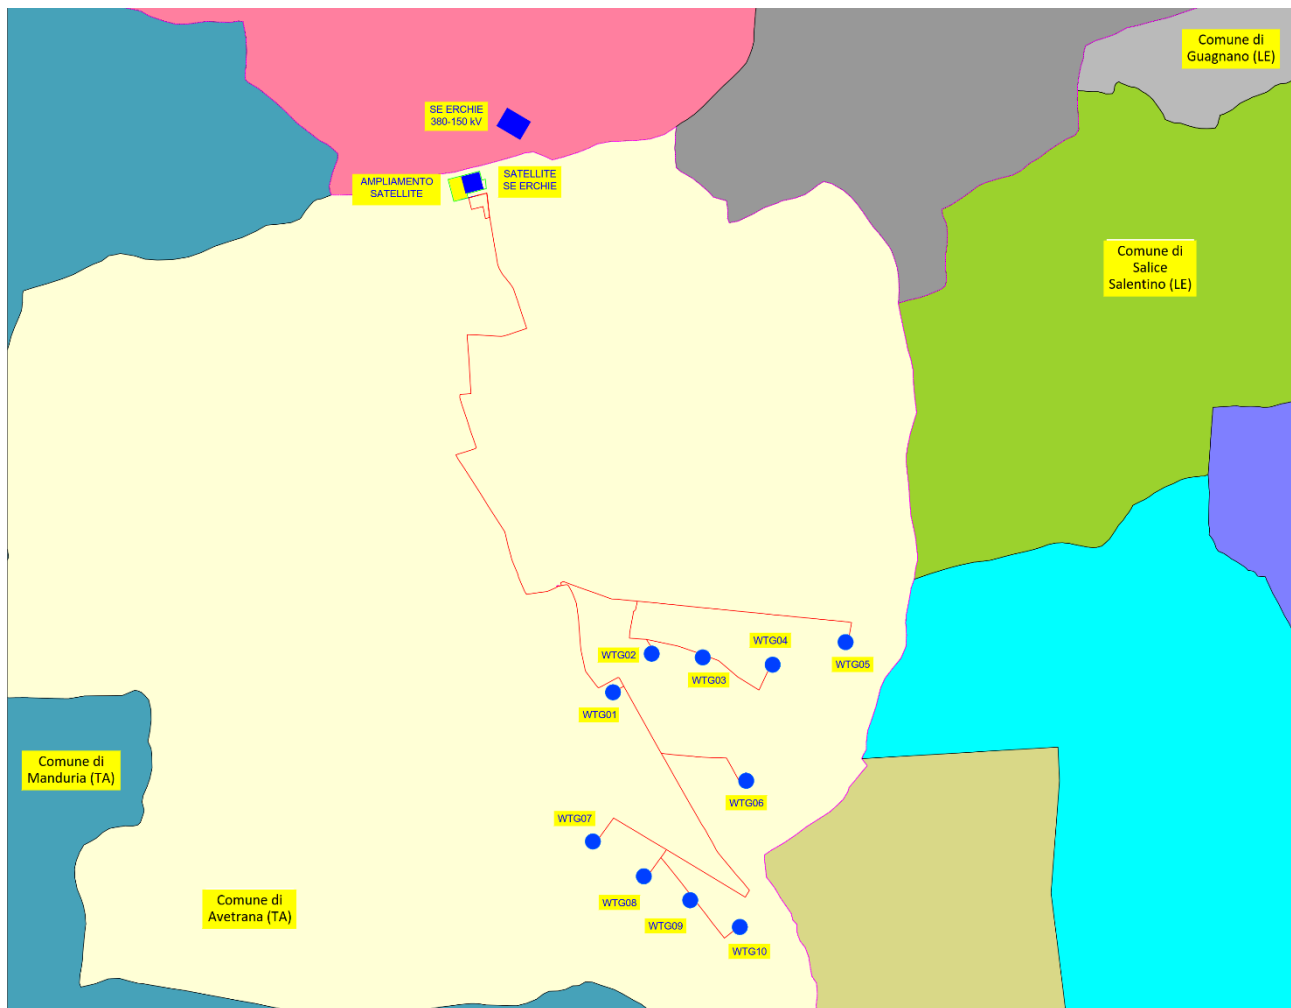 Comune di
Guagnano (LE)
SE ERCHIE
380-150 kV
AMPLIAMENTO
SATELLITE
SATELLITE
SE ERCHIE
Comune di
Salice
Salentino (LE)
WTG02
WTG03
WTG04
WTG05
WTG01
Comune di
Manduria (TA)
WTG06
WTG07
WTG08
WTG09
WTG10
Comune di
Avetrana (TA)